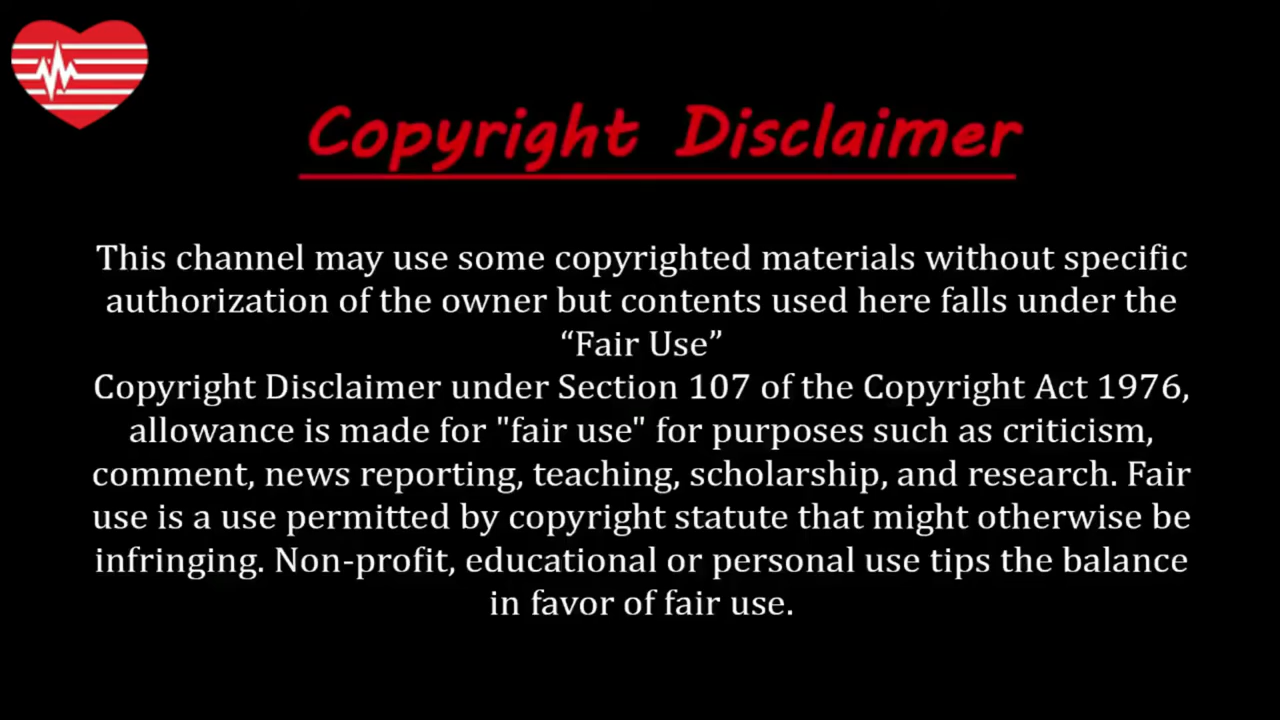 Copyright Disclaimer
This channel may use some copyrighted materials without specific
authorization of the owner but contents used here falls under the
“Fair Use”
Copyright Disclaimer under Section 107 of the Copyright Act 1976,
allowance is made for "fair use" for purposes such as criticism,
comment, news reporting, teaching, scholarship, and research. Fair
use is a use permitted by copyright statute that might otherwise be
infringing. Non-profit, educational or personal use tips the balance
in favor of fair use.